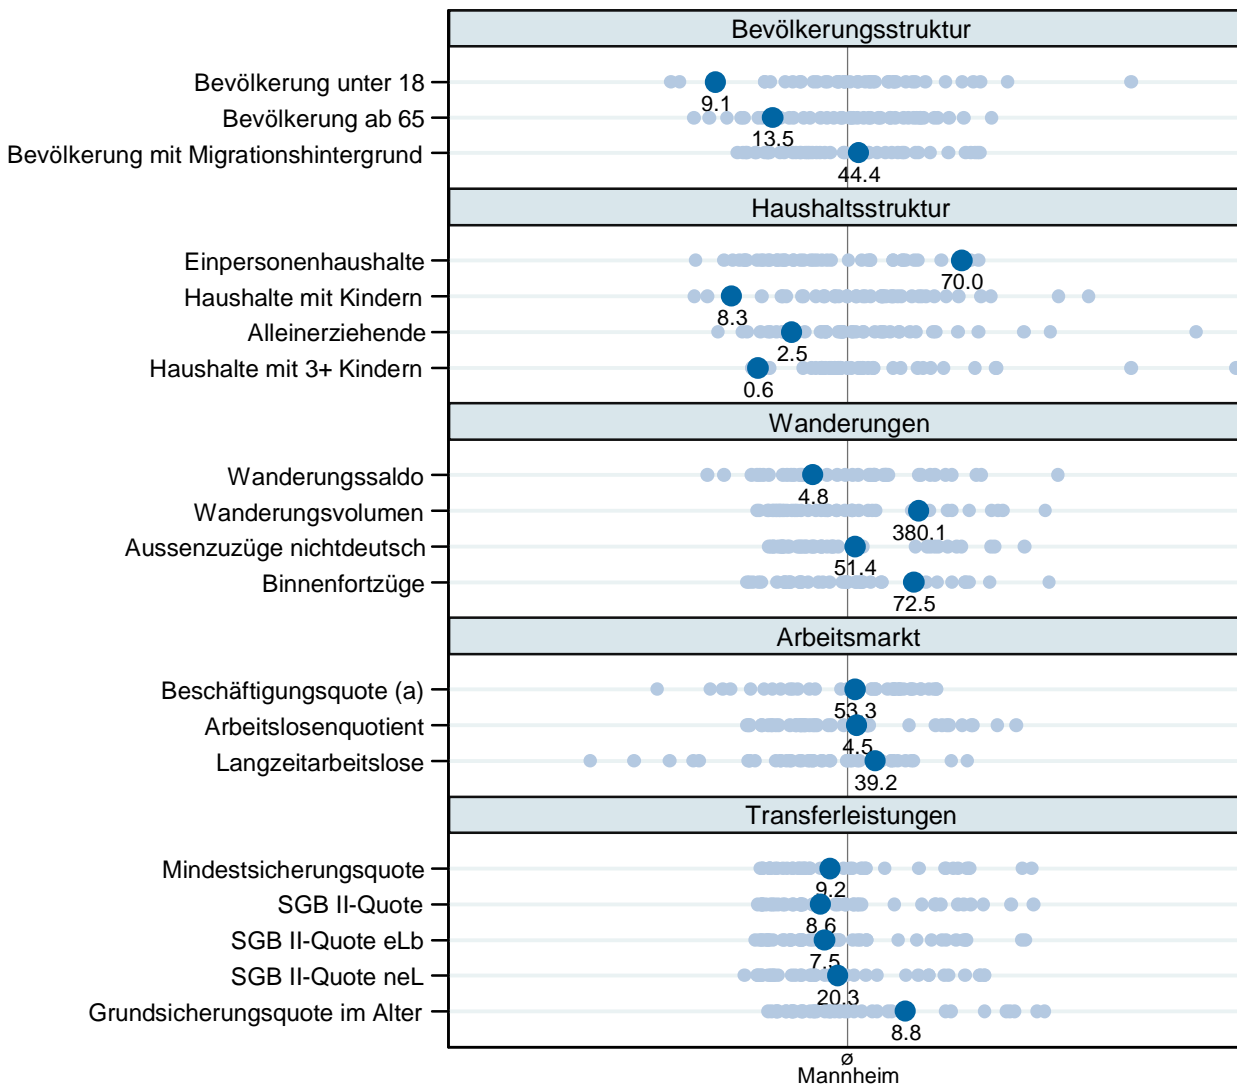 Bevölkerungsstruktur
Bevölkerung unter 18
9.1
Bevölkerung ab 65
13.5
Bevölkerung mit Migrationshintergrund
44.4
Haushaltsstruktur
Einpersonenhaushalte
70.0
Haushalte mit Kindern
8.3
Alleinerziehende
2.5
Haushalte mit 3+ Kindern
0.6
Wanderungen
Wanderungssaldo
4.8
Wanderungsvolumen
380.1
Aussenzuzüge nichtdeutsch
51.4
Binnenfortzüge
72.5
Arbeitsmarkt
Beschäftigungsquote (a)
53.3
Arbeitslosenquotient
4.5
Langzeitarbeitslose
39.2
Transferleistungen
Mindestsicherungsquote
9.2
SGB II-Quote
8.6
SGB II-Quote eLb
7.5
SGB II-Quote neL
20.3
Grundsicherungsquote im Alter
8.8
ø
Mannheim